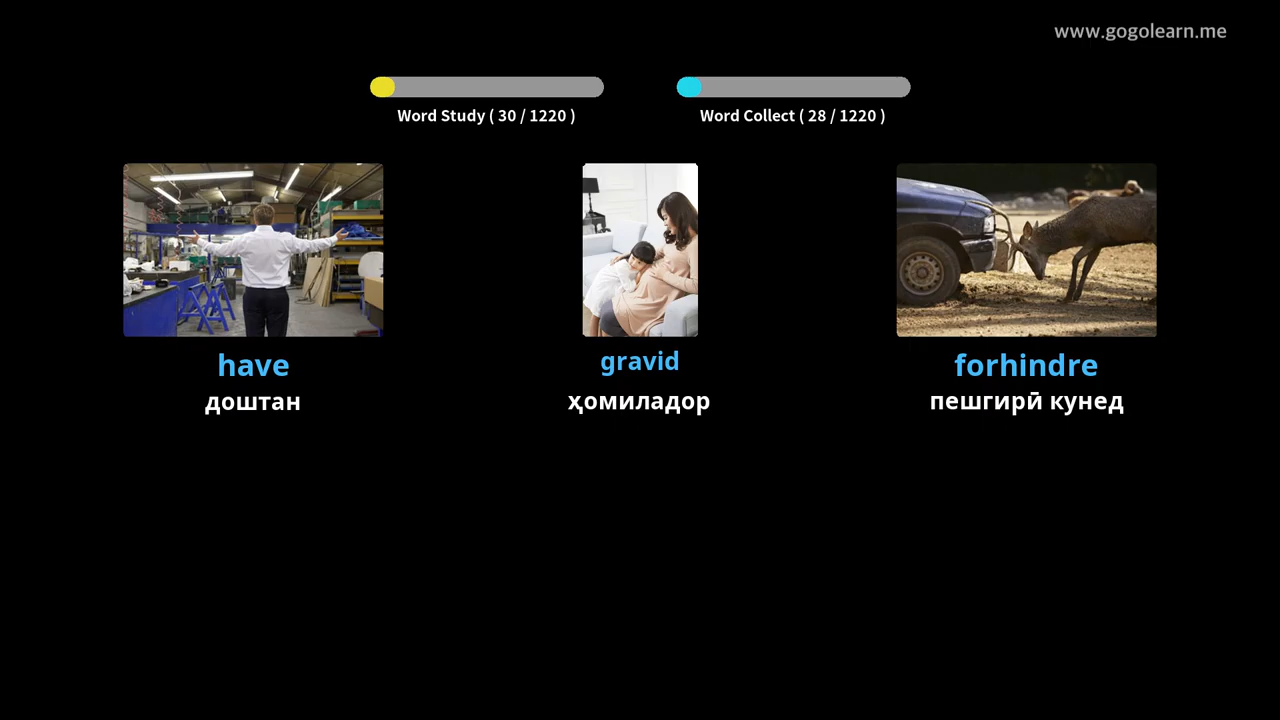 www.gogolearn.me
Word Study ( 30 / 1220 )
Word Collect ( 28 / 1220 )
have
доштан
gravid
ҳомиладор
forhindre
пешгирӣ кунед